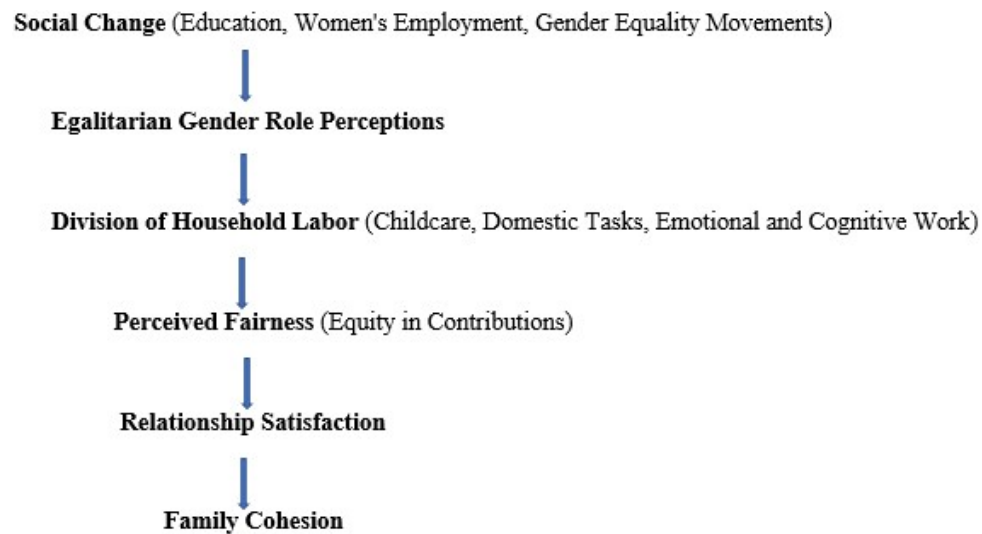 Social Change (Education, Women's Employment, Gender Equality Movements)
Egalitarian Gender Role Perceptions
Division of Household Labor (Childcare, Domestic Tasks, Emotional and Cognitive Work)
Perceived Fairness (Equity in Contributions)
Relationship Satisfaction
Family Cohesion